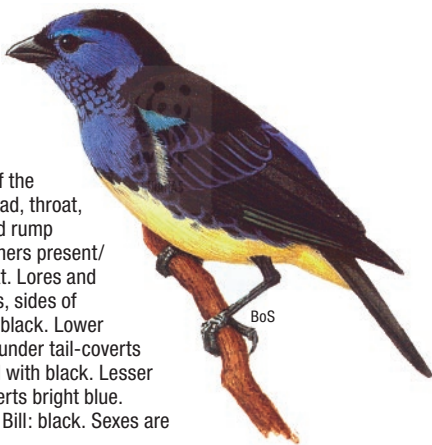 f the
ad, throat,
d rump
ners present/
t. Lores and
s, sides of
black. Lower
under tail-coverts
with black. Lesser
erts bright blue.
Bill: black. Sexes are
BoS